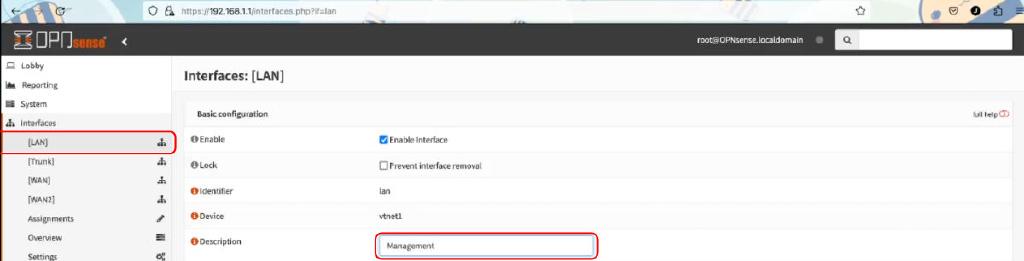 https://192.168.1.1/interfaces.php?if=lan
OPNsense
root@OPNsense.localdomain
Lobby
Reporting
System
Interfaces
[LAN]
[Trunk]
[WAN]
[WAN2]
Assignments
Overview
Settings
Interfaces: [LAN]
Basic configuration
full help
Enable
Enable Interface
Lock
Prevent interface removal
Identifier
lan
Device
vtnet1
Description
Management